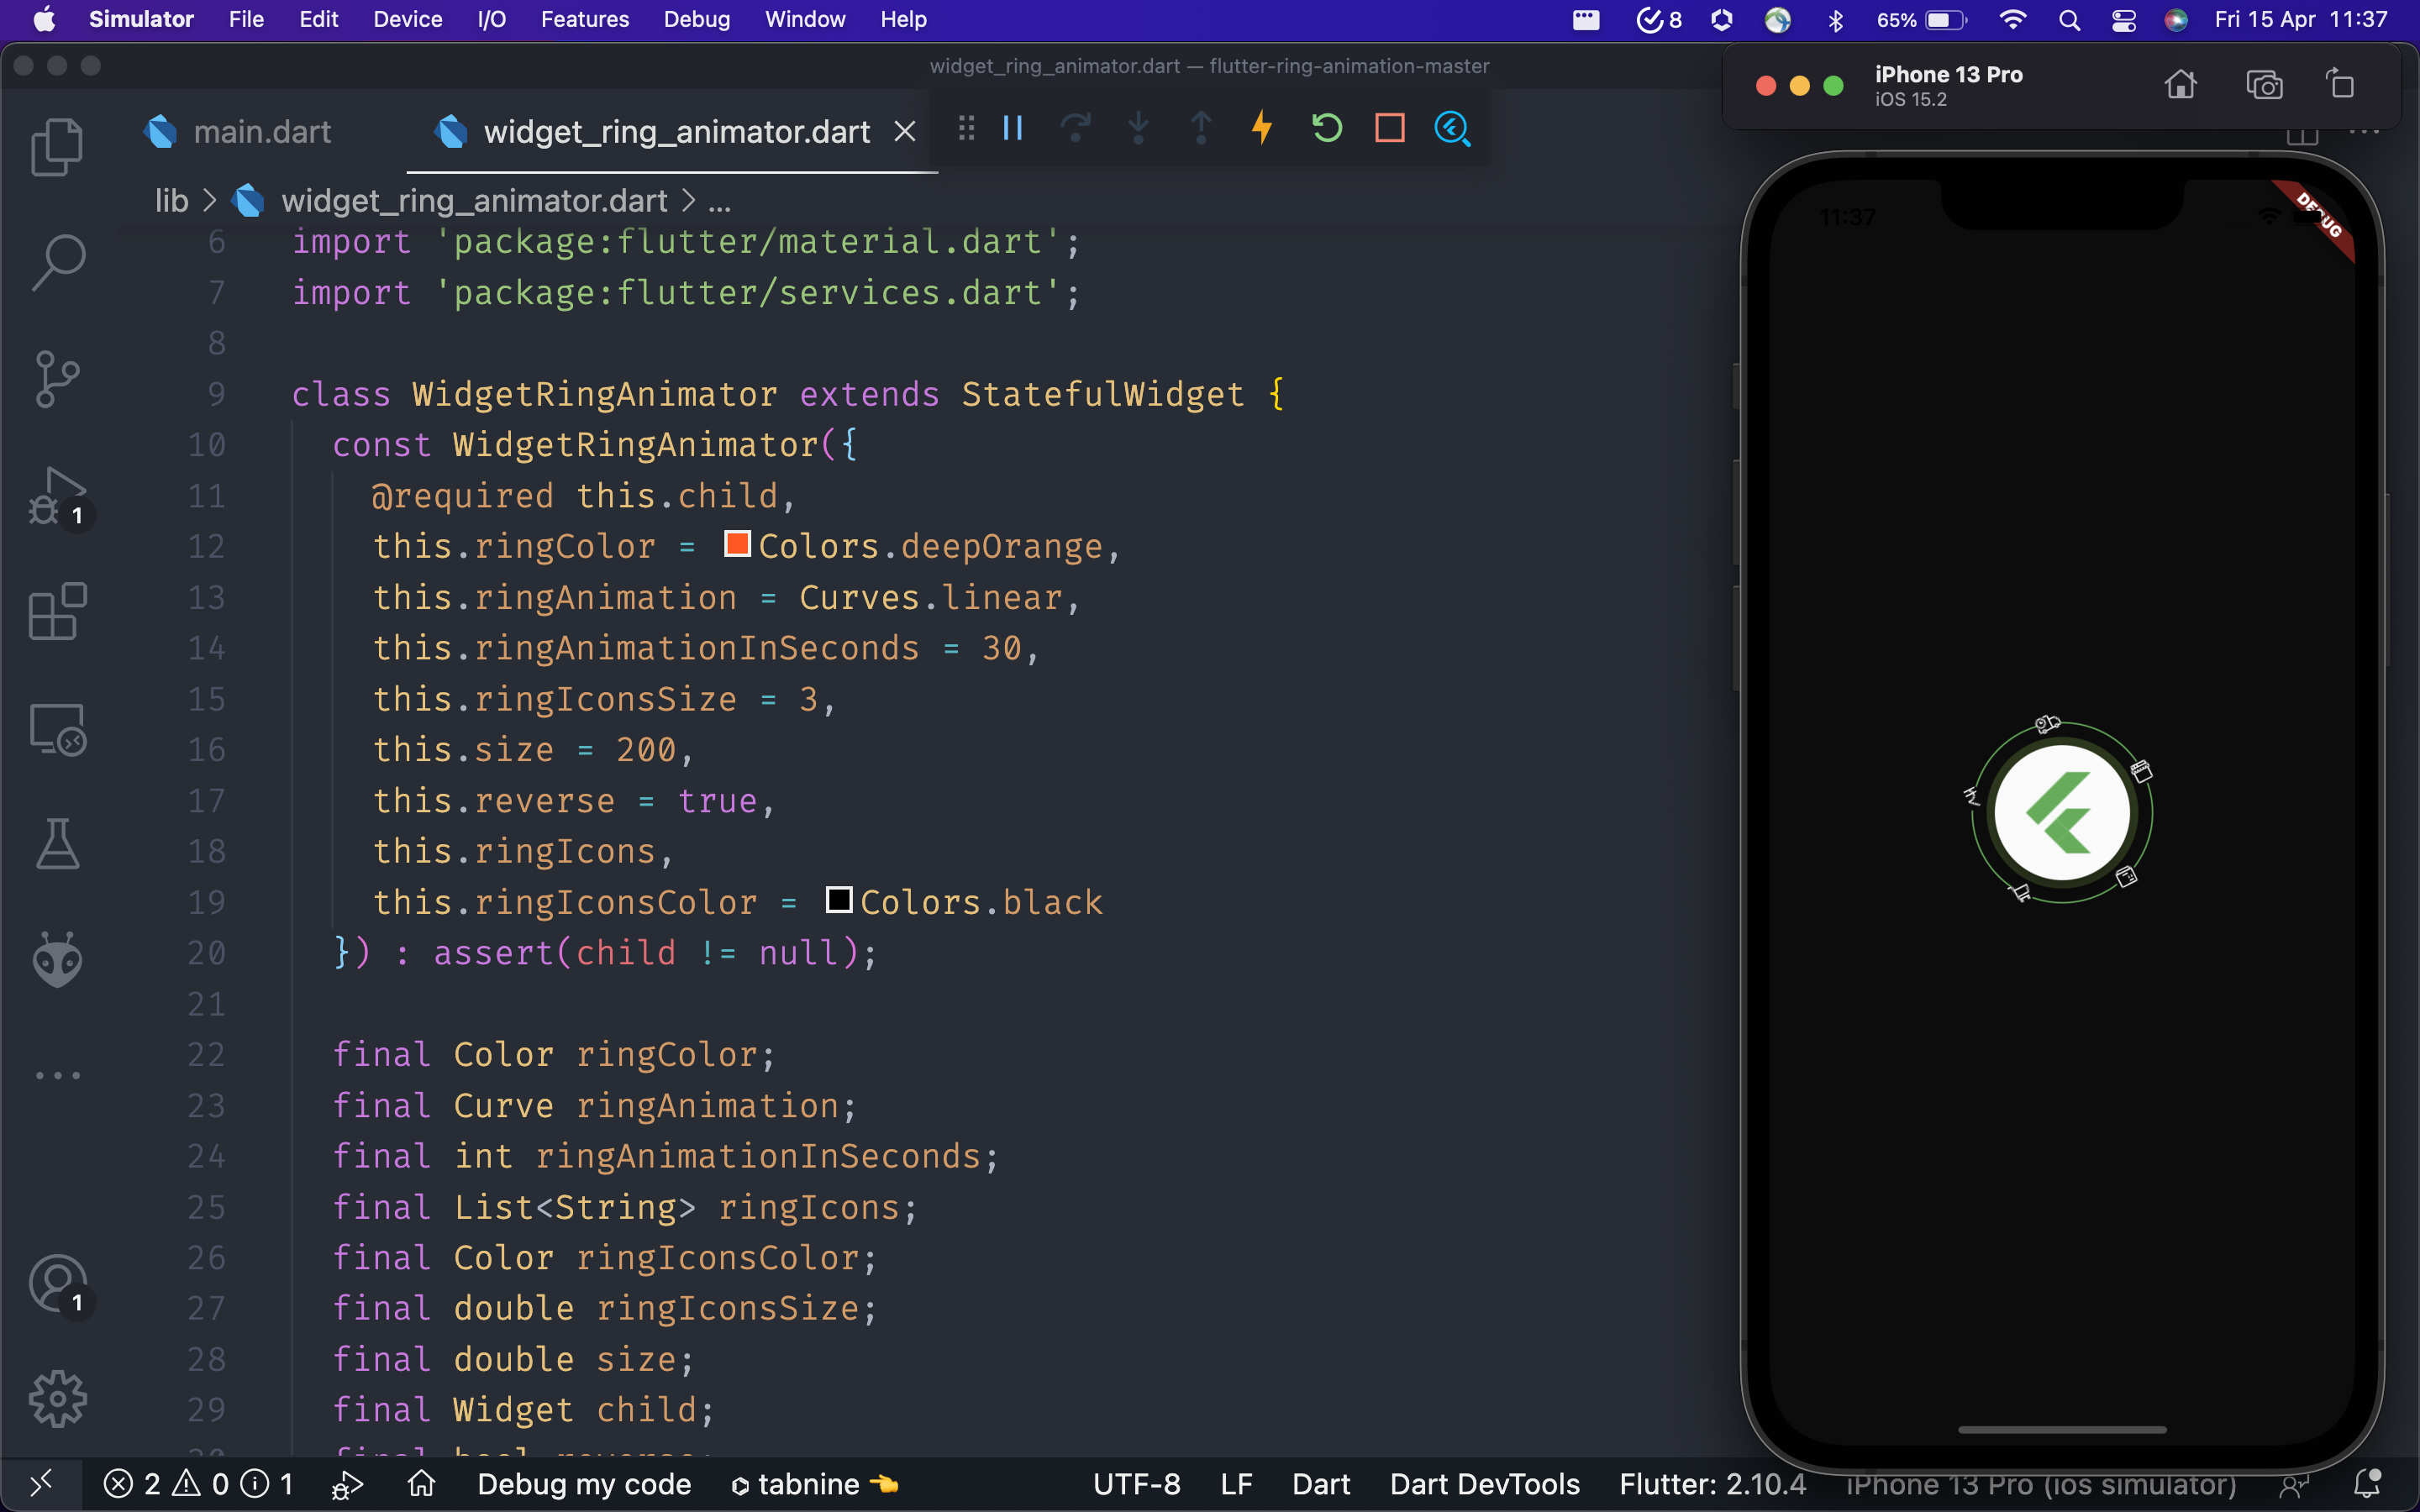 Simulator File Edit Device I/O Features Debug Window Help 8 65% Fri 15 Apr 11:37
widget_ring_animator.dart — flutter-ring-animation-master
iPhone 13 Pro
iOS 15.2
main.dart widget_ring_animator.dart
lib > widget_ring_animator.dart > ...
11:37
DEBUG
6 import 'package:flutter/material.dart';
7 import 'package:flutter/services.dart';
8
9 class WidgetRingAnimator extends StatefulWidget {
10 const WidgetRingAnimator({
11 @required this.child,
12 this.ringColor = Colors.deepOrange,
13 this.ringAnimation = Curves.linear,
14 this.ringAnimationInSeconds = 30,
15 this.ringIconsSize = 3,
16 this.size = 200,
17 this.reverse = true,
18 this.ringIcons,
19 this.ringIconsColor = Colors.black
20 }) : assert(child != null);
21
22 final Color ringColor;
23 final Curve ringAnimation;
24 final int ringAnimationInSeconds;
25 final List<String> ringIcons;
26 final Color ringIconsColor;
27 final double ringIconsSize;
28 final double size;
29 final Widget child;
30 final bool reverse;
1
1
2 0 1 Debug my code tabnine UTF-8 LF Dart Dart DevTools Flutter: 2.10.4 iPhone 13 Pro (ios simulator)